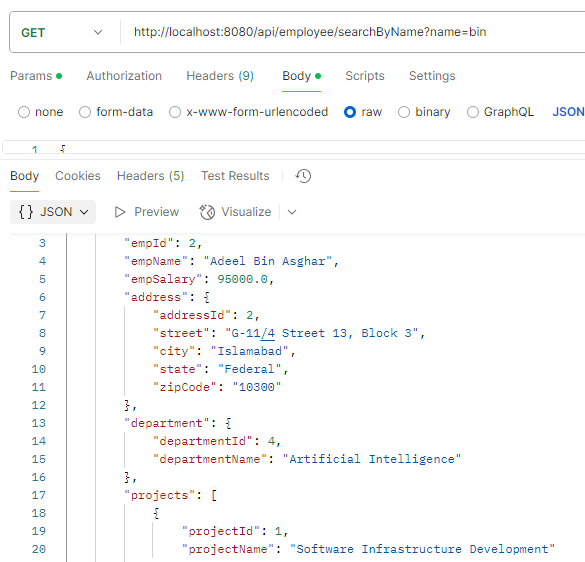 GET http://localhost:8080/api/employee/searchByName?name=bin
Params Authorization Headers (9) Body Scripts Settings
none form-data x-www-form-urlencoded raw binary GraphQL JSON
1 {
Body Cookies Headers (5) Test Results
{} JSON Preview Visualize
3 "empId": 2,
4 "empName": "Adeel Bin Asghar",
5 "empSalary": 95000.0,
6 "address": {
7 "addressId": 2,
8 "street": "G-11/4 Street 13, Block 3",
9 "city": "Islamabad",
10 "state": "Federal",
11 "zipCode": "10300"
12 },
13 "department": {
14 "departmentId": 4,
15 "departmentName": "Artificial Intelligence"
16 },
17 "projects": [
18 {
19 "projectId": 1,
20 "projectName": "Software Infrastructure Development"